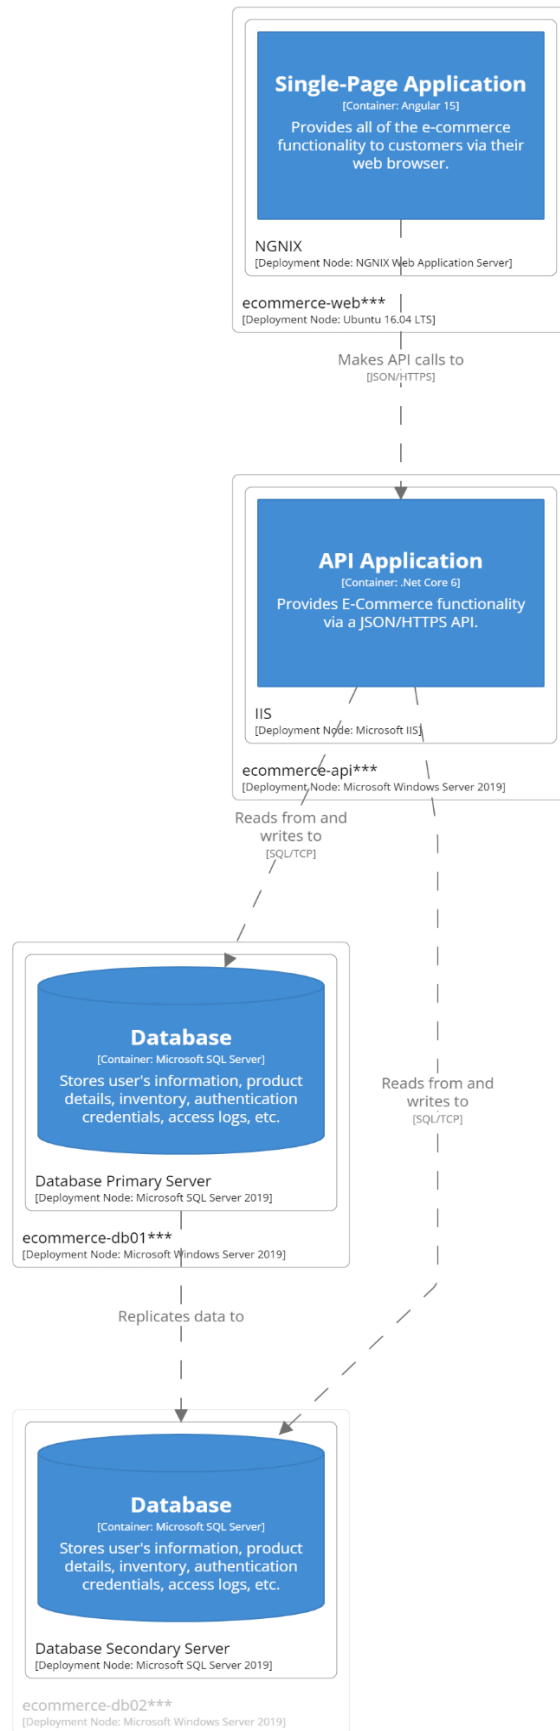 Single-Page Application
[Container: Angular 15]
Provides all of the e-commerce
functionality to customers via their
web browser.
NGNIX
[Deployment Node: NGNIX Web Application Server]
ecommerce-web***
[Deployment Node: Ubuntu 16.04 LTS]
Makes API calls to
[JSON/HTTPS]
API Application
[Container: .Net Core 6]
Provides E-Commerce functionality
via a JSON/HTTPS API.
IIS
[Deployment Node: Microsoft IIS]
ecommerce-api***
[Deployment Node: Microsoft Windows Server 2019]
Reads from and
writes to
[SQL/TCP]
Database
[Container: Microsoft SQL Server]
Stores user's information, product
details, inventory, authentication
credentials, access logs, etc.
Database Primary Server
[Deployment Node: Microsoft SQL Server 2019]
ecommerce-db01***
[Deployment Node: Microsoft Windows Server 2019]
Reads from and
writes to
[SQL/TCP]
Replicates data to
Database
[Container: Microsoft SQL Server]
Stores user's information, product
details, inventory, authentication
credentials, access logs, etc.
Database Secondary Server
[Deployment Node: Microsoft SQL Server 2019]
ecommerce-db02***
[Deployment Node: Microsoft Windows Server 2019]